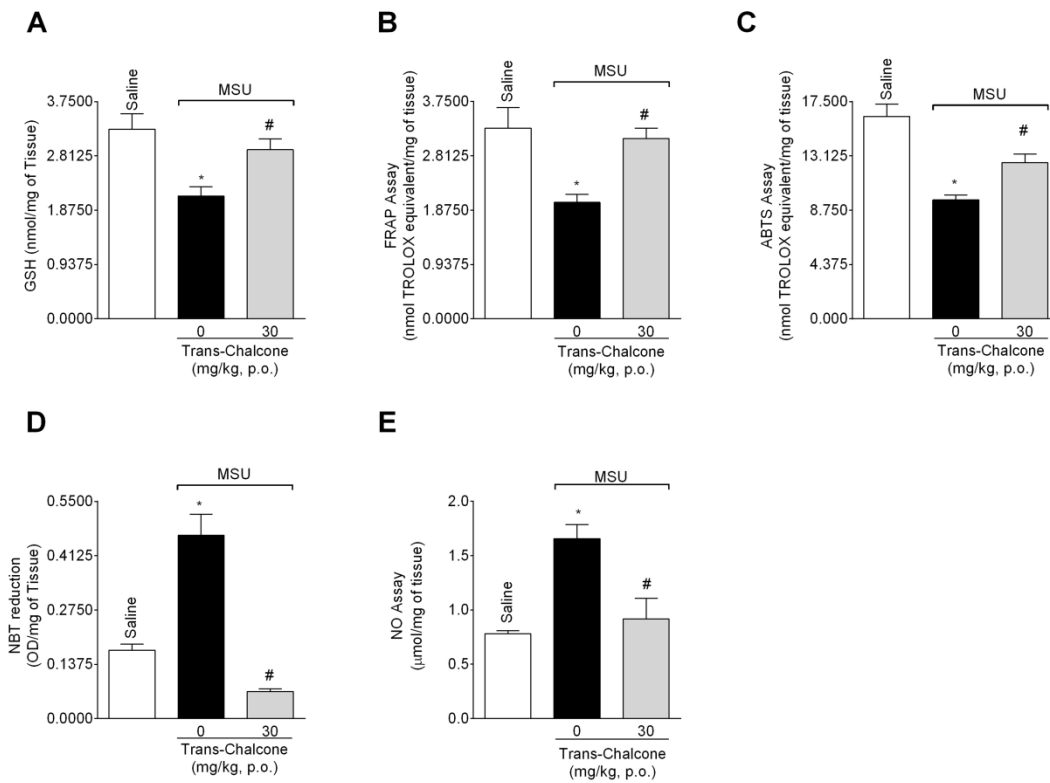 A
GSH (nmol/mg of Tissue)
3.7500
2.8125
1.8750
0.9375
0.0000
Saline
MSU
*
#
0 30
Trans-Chalcone
(mg/kg, p.o.)
B
FRAP Assay
(nmol TROLOX equivalent/mg of tissue)
3.7500
2.8125
1.8750
0.9375
0.0000
Saline
MSU
*
#
0 30
Trans-Chalcone
(mg/kg, p.o.)
C
ABTS Assay
(nmol TROLOX equivalent/mg of tissue)
17.500
13.125
8.750
4.375
0.000
Saline
MSU
*
#
0 30
Trans-Chalcone
(mg/kg, p.o.)
D
NBT reduction
(OD/mg of Tissue)
0.5500
0.4125
0.2750
0.1375
0.0000
Saline
MSU
*
#
0 30
Trans-Chalcone
(mg/kg, p.o.)
E
NO Assay
(µmol/mg of tissue)
2.0
1.5
1.0
0.5
0.0
Saline
MSU
*
#
0 30
Trans-Chalcone
(mg/kg, p.o.)